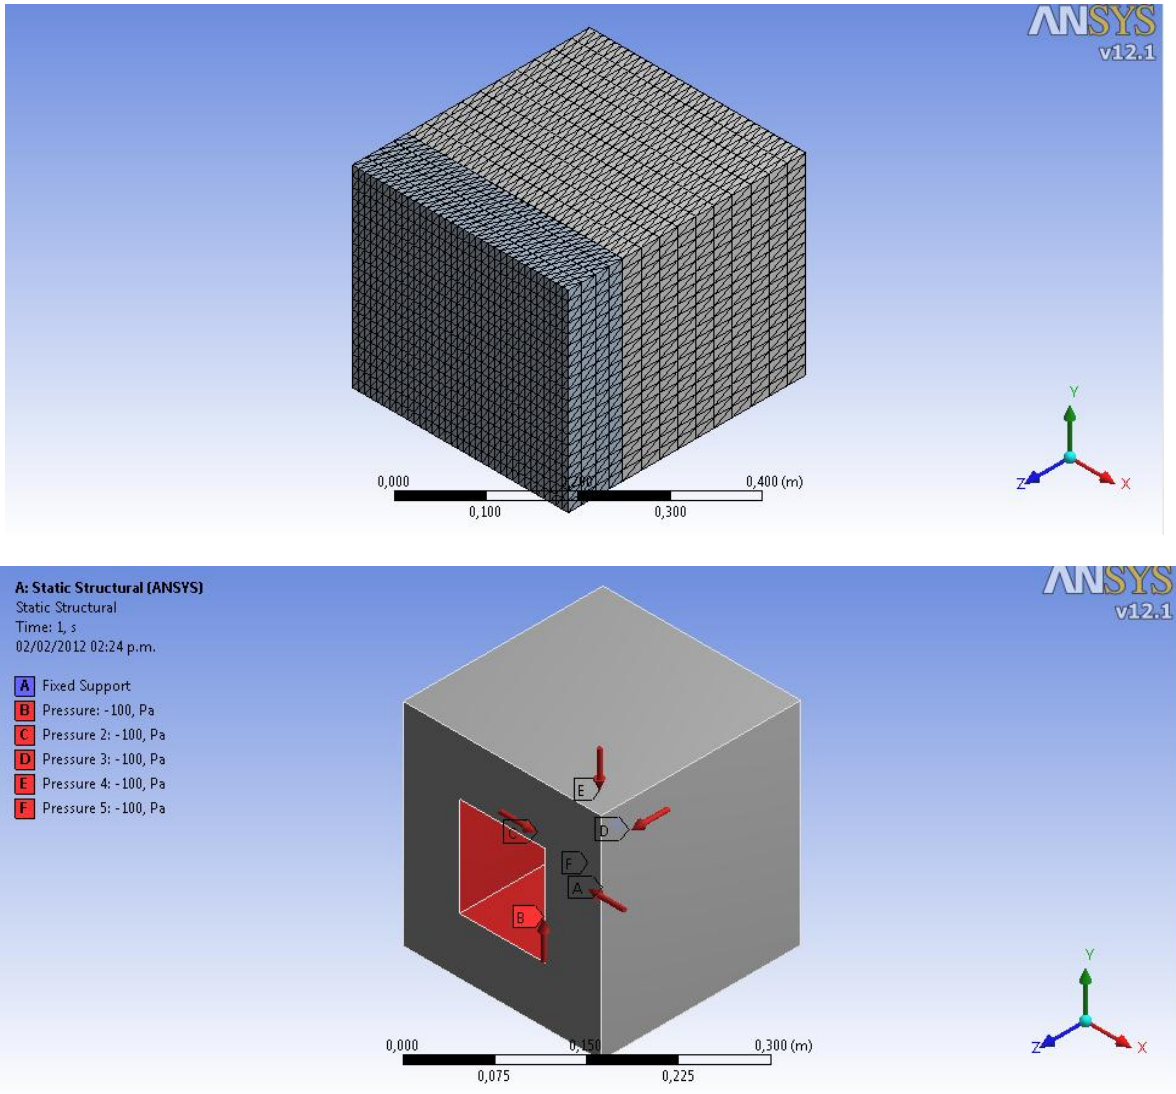 ANSYS
v12.1
0,000
0,400 (m)
0,100
0,300
Y
Z
X
A: Static Structural (ANSYS)
Static Structural
Time: 1, s
02/02/2012 02:24 p.m.
A Fixed Support
B Pressure: -100, Pa
C Pressure 2: -100, Pa
D Pressure 3: -100, Pa
E Pressure 4: -100, Pa
F Pressure 5: -100, Pa
ANSYS
v12.1
E
C
D
F
A
B
0,000
0,150
0,300 (m)
0,075
0,225
Y
Z
X